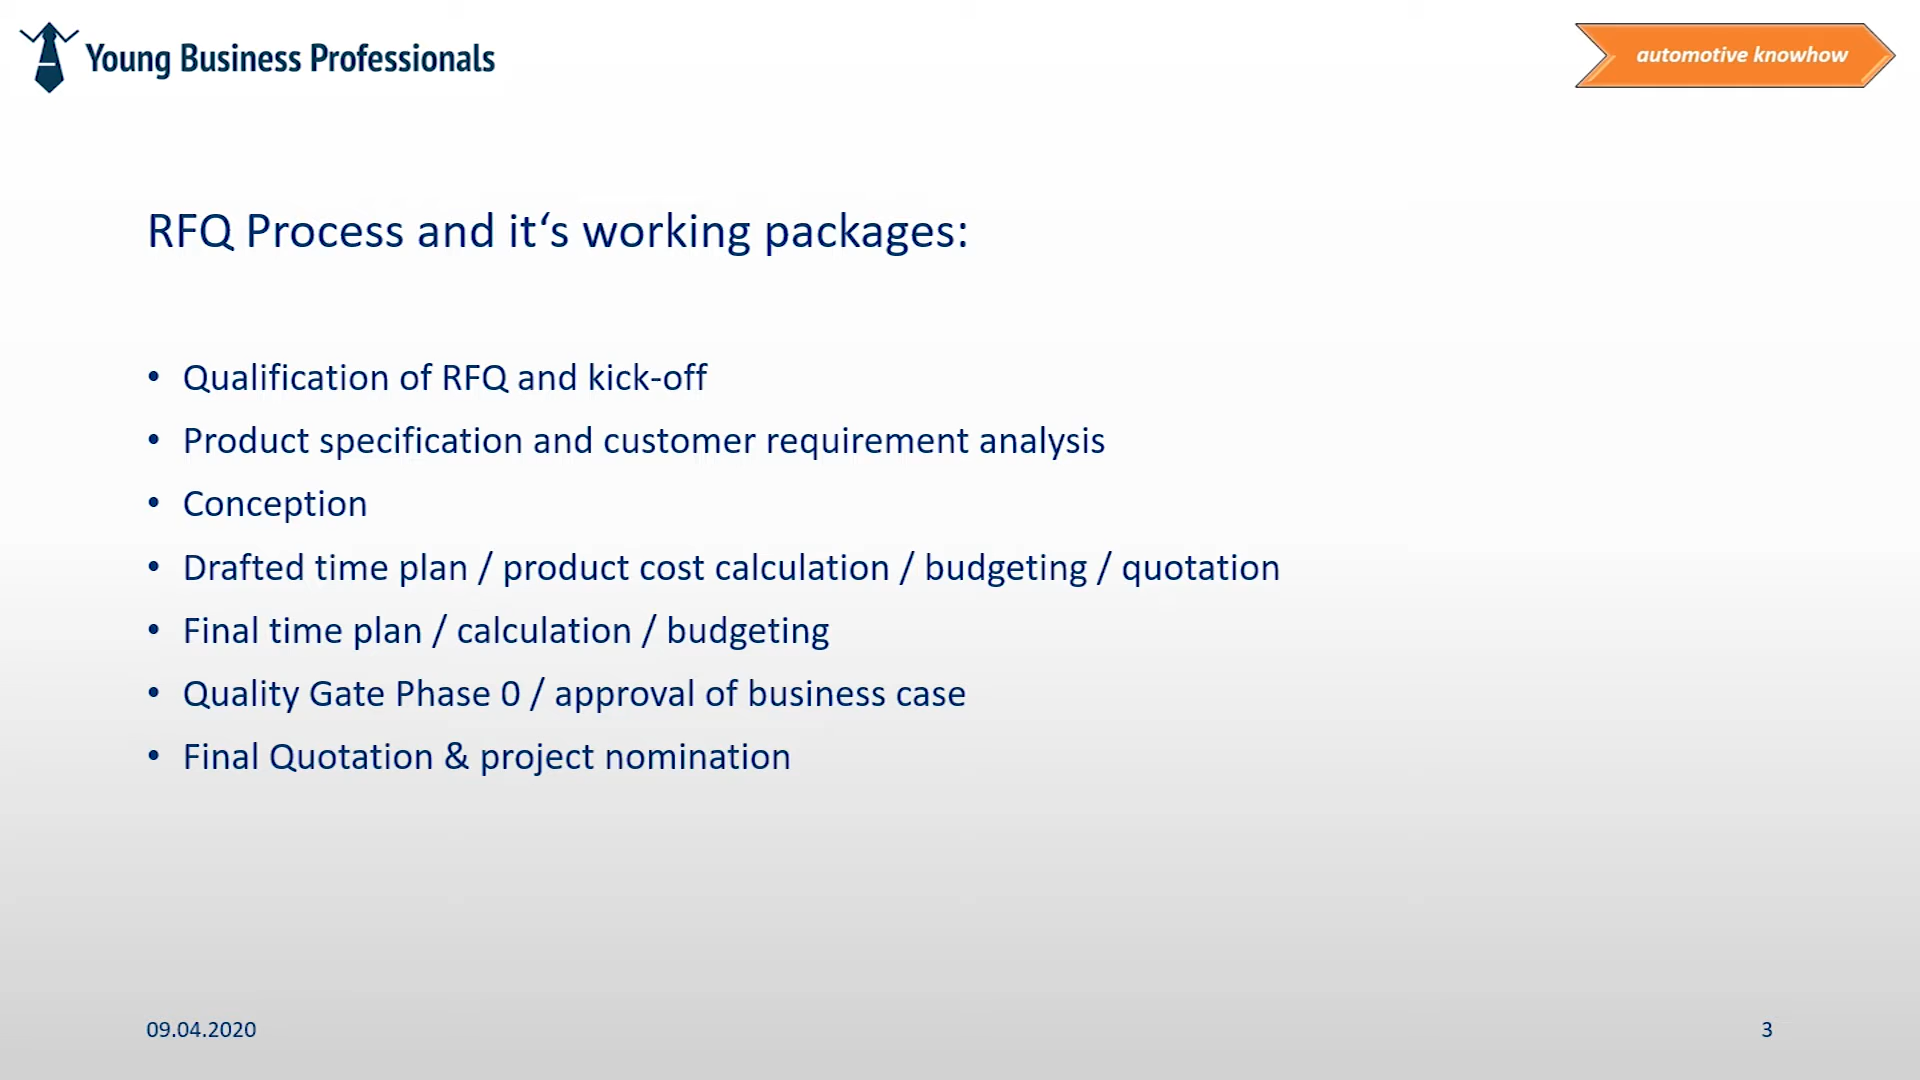 Young Business Professionals
automotive knowhow
RFQ Process and it‘s working packages:
• Qualification of RFQ and kick-off
• Product specification and customer requirement analysis
• Conception
• Drafted time plan / product cost calculation / budgeting / quotation
• Final time plan / calculation / budgeting
• Quality Gate Phase 0 / approval of business case
• Final Quotation & project nomination
09.04.2020
3